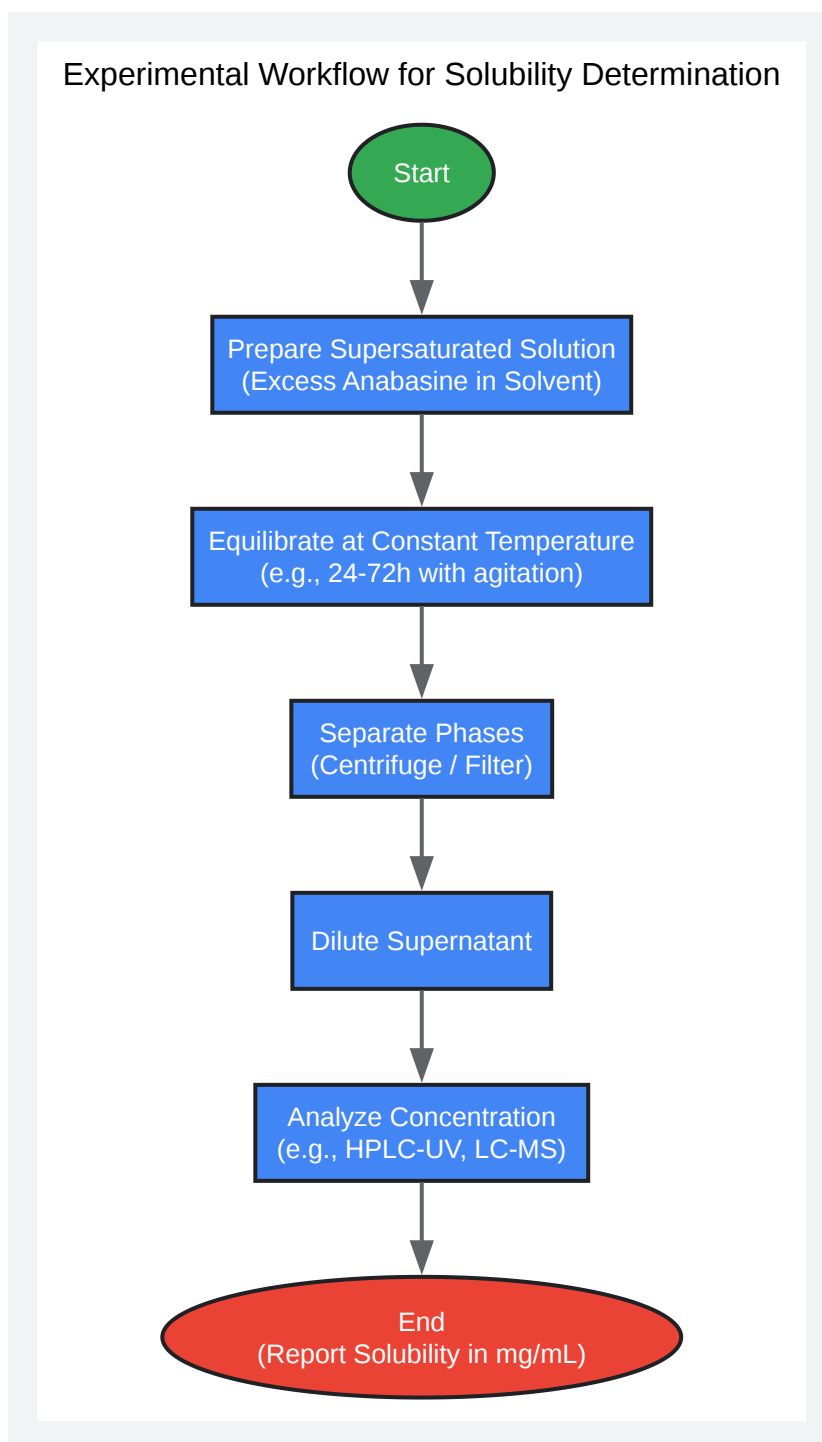 Experimental Workflow for Solubility Determination
Start
Prepare Supersaturated Solution
(Excess Anabasine in Solvent)
Equilibrate at Constant Temperature
(e.g., 24-72h with agitation)
Separate Phases
(Centrifuge / Filter)
Dilute Supernatant
Analyze Concentration
(e.g., HPLC-UV, LC-MS)
End
(Report Solubility in mg/mL)